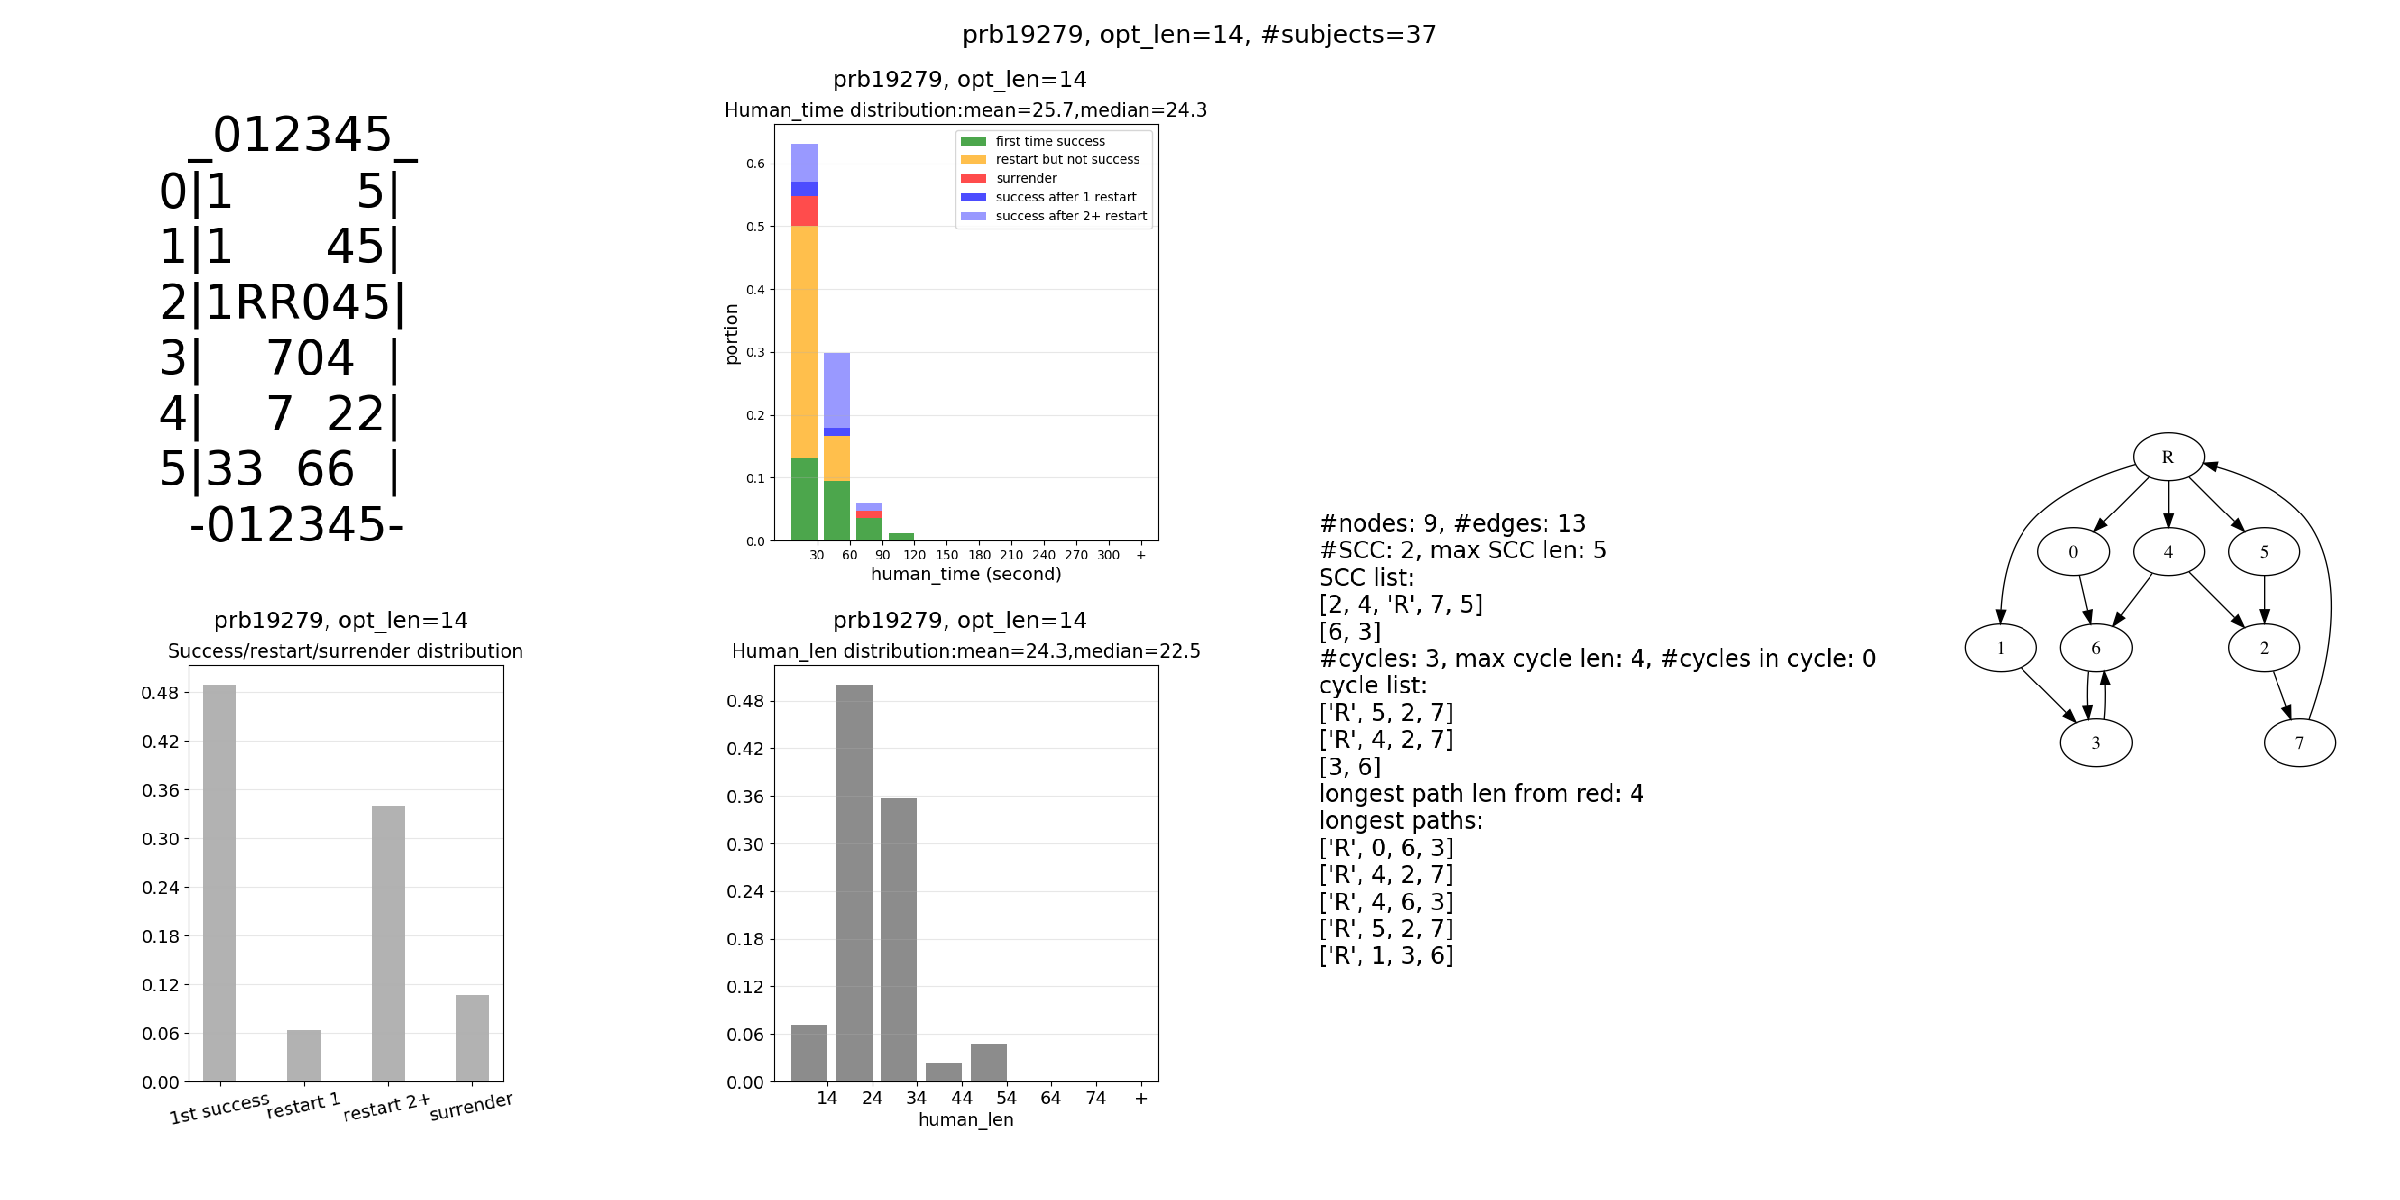 prb19279, opt_len=14, #subjects=37
_012345_
0|1    5|
1|1   45|
2|1RR045|
3|  704 |
4|  7 22|
5|33 66 |
-012345-
prb19279, opt_len=14
Human_time distribution:mean=25.7,median=24.3
first time success
restart but not success
surrender
success after 1 restart
success after 2+ restart
0.6
0.5
0.4
0.3
0.2
0.1
0.0
portion
30 60 90 120 150 180 210 240 270 300 +
human_time (second)
prb19279, opt_len=14
Success/restart/surrender distribution
0.48
0.42
0.36
0.30
0.24
0.18
0.12
0.06
0.00
1st success restart 1 restart 2+ surrender
prb19279, opt_len=14
Human_len distribution:mean=24.3,median=22.5
0.48
0.42
0.36
0.30
0.24
0.18
0.12
0.06
0.00
14 24 34 44 54 64 74 +
human_len
#nodes: 9, #edges: 13
#SCC: 2, max SCC len: 5
SCC list:
[2, 4, 'R', 7, 5]
[6, 3]
#cycles: 3, max cycle len: 4, #cycles in cycle: 0
cycle list:
['R', 5, 2, 7]
['R', 4, 2, 7]
[3, 6]
longest path len from red: 4
longest paths:
['R', 0, 6, 3]
['R', 4, 2, 7]
['R', 4, 6, 3]
['R', 5, 2, 7]
['R', 1, 3, 6]
R
0 4 5
1 6 2
3 7